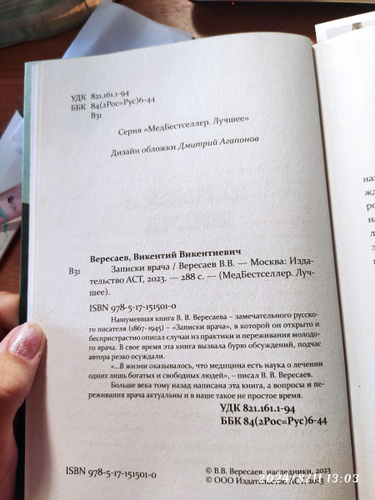 УДК 821.161.1-94
ББК 84(2Рос=Рус)6-44
В31
Серия «МедБестселлер. Лучшее»
Дизайн обложки Дмитрий Агапонов
Вересаев, Викентий Викентиевич
В31 Записки врача / Вересаев В.В. — Москва: Изда-
тельство АСТ, 2023. — 288 с. — (МедБестселлер. Луч-
шее).
ISBN 978-5-17-151501-0
Нашумевшая книга В. В. Вересаева – замечательного русско-
го писателя (1867-1945) – «Записки врача», в которой он открыто и
беспристрастно описал случаи из практики и переживания молодо-
го врача. В свое время эта книга вызвала бурю обсуждений, подчас
автора резко осуждали.
«...В жизни оказывалось, что медицина есть наука о лечении
одних лишь богатых и свободных людей», – писал В. В. Вересаев.
Больше века тому назад написана эта книга, а вопросы и пе-
реживания врача актуальны и в наше такое не простое время.
УДК 821.161.1-94
ББК 84(2Рос=Рус)6-44
ISBN 978-5-17-151501-0
© В.В. Вересаев, наследники, 2023
© ООО Издательство АСТ, 2023